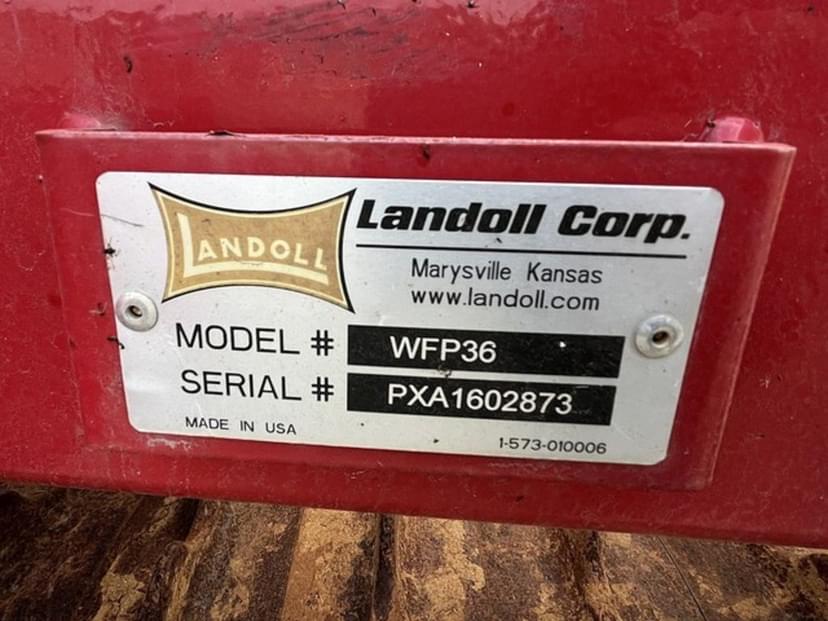 LANDOLL
Landoll Corp.
Marysville Kansas
www.landoll.com
MODEL # WFP36
SERIAL # PXA1602873
MADE IN USA
1-573-010006